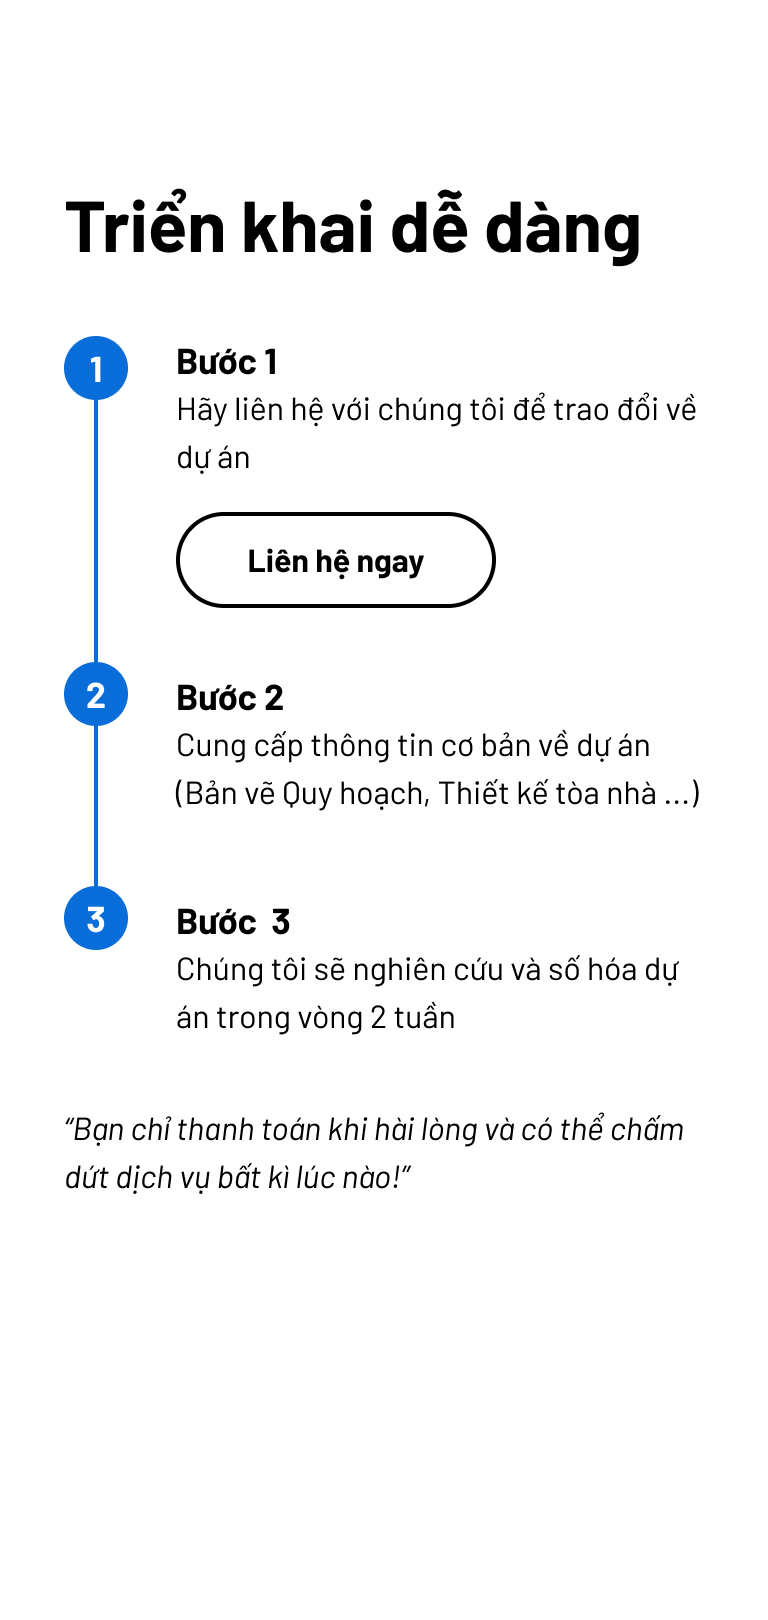 Triển khai dễ dàng
1
Bước 1
Hãy liên hệ với chúng tôi để trao đổi về
dự án
Liên hệ ngay
2
Bước 2
Cung cấp thông tin cơ bản về dự án
(Bản vẽ Quy hoạch, Thiết kế tòa nhà ...)
3
Bước  3
Chúng tôi sẽ nghiên cứu và số hóa dự
án trong vòng 2 tuần
“Bạn chỉ thanh toán khi hài lòng và có thể chấm
dứt dịch vụ bất kì lúc nào!”